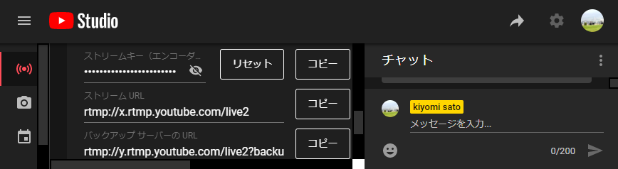 Studio
ストリームキー（エンコーダ...
リセット
コピー
ストリーム URL
rtmp://x.rtmp.youtube.com/live2
コピー
バックアップ サーバーの URL
rtmp://y.rtmp.youtube.com/live2?backu
コピー
チャット
kiyomi sato
メッセージを入力...
0/200